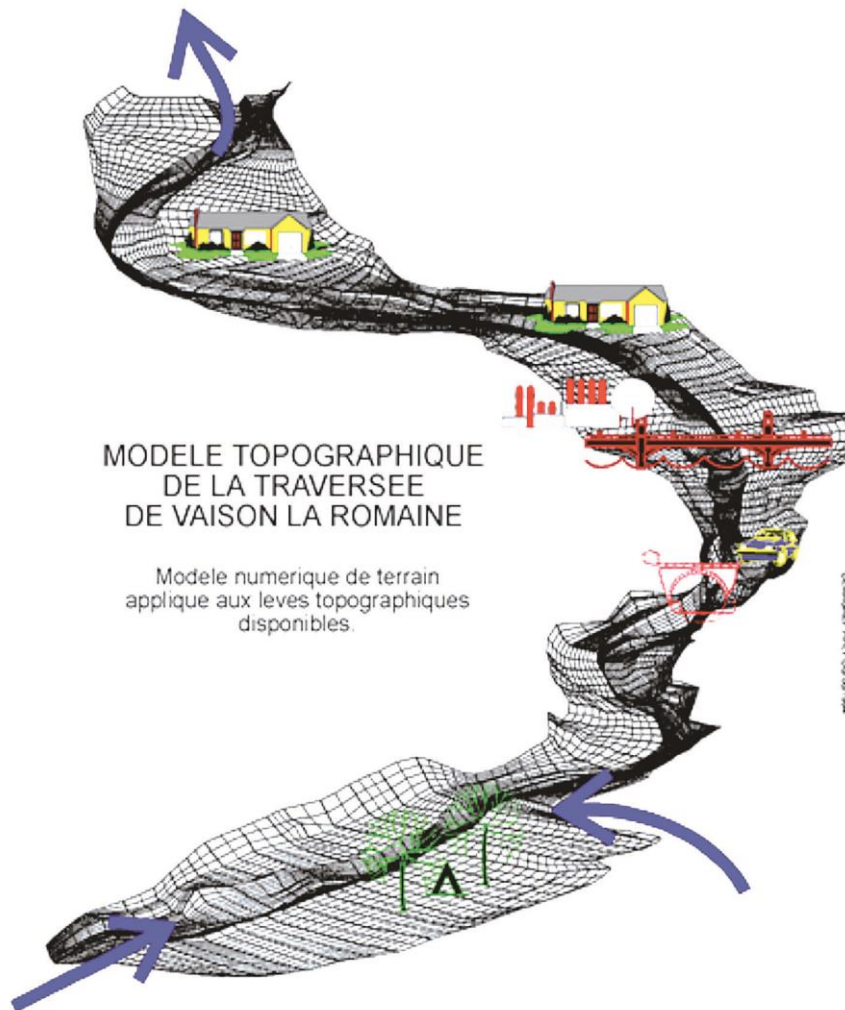 MODELE TOPOGRAPHIQUE
DE LA TRAVERSEE
DE VAISON LA ROMAINE
Modele numerique de terrain
applique aux leves topographiques
disponibles.